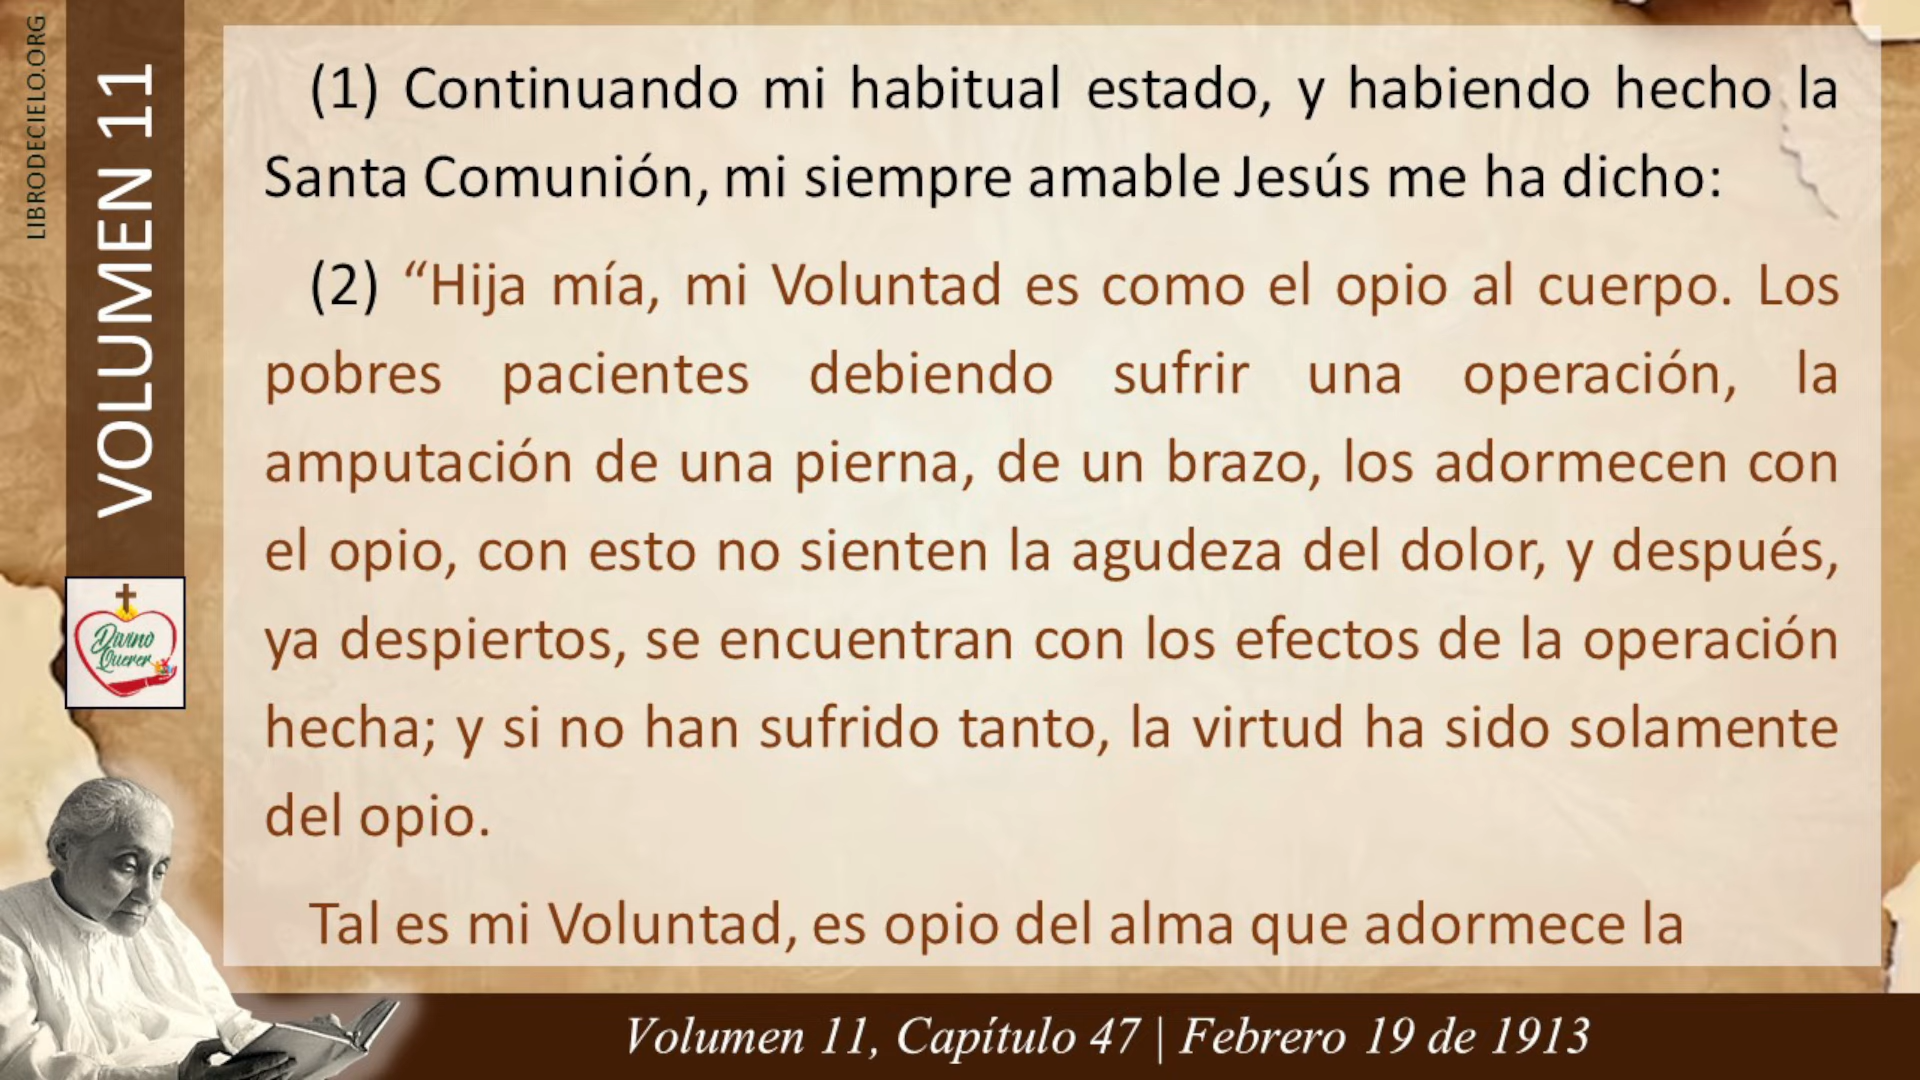 LIBRODECIELO.ORG
VOLUMEN 11
(1) Continuando mi habitual estado, y habiendo hecho la
Santa Comunión, mi siempre amable Jesús me ha dicho:
(2) “Hija mía, mi Voluntad es como el opio al cuerpo. Los
pobres pacientes debiendo sufrir una operación, la
amputación de una pierna, de un brazo, los adormecen con
el opio, con esto no sienten la agudeza del dolor, y después,
ya despiertos, se encuentran con los efectos de la operación
hecha; y si no han sufrido tanto, la virtud ha sido solamente
del opio.
Tal es mi Voluntad, es opio del alma que adormece la
Divino
Querer
Volumen 11, Capítulo 47 | Febrero 19 de 1913